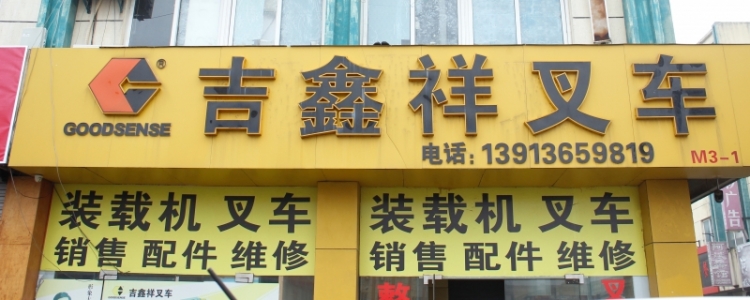 吉鑫祥叉车
®
GOODSENSE
电话:13913659819
M3-1
装载机 叉车
销售 配件 维修
装载机 叉车
销售 配件 维修
吉鑫祥叉车
广告